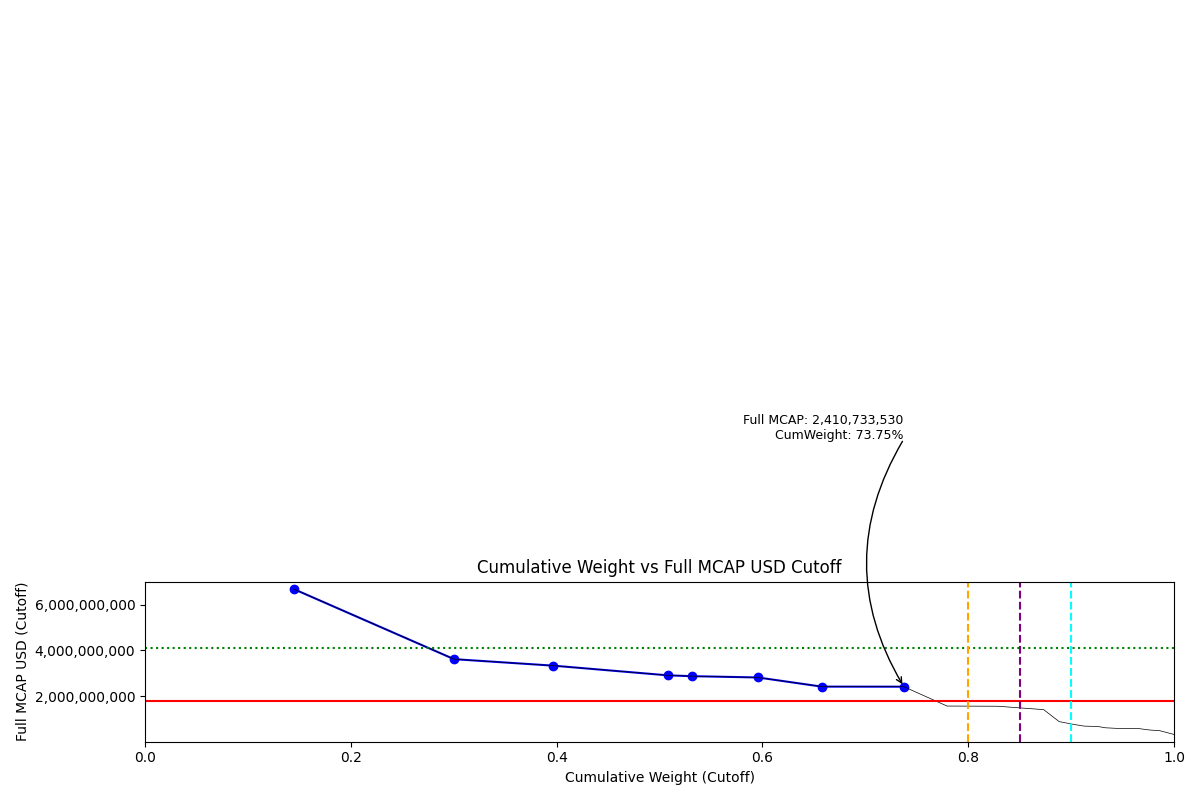 Full MCAP: 2,410,733,530
CumWeight: 73.75%
Cumulative Weight vs Full MCAP USD Cutoff
Full MCAP USD (Cutoff)
6,000,000,000
4,000,000,000
2,000,000,000
0.0 0.2 0.4 0.6 0.8 1.0
Cumulative Weight (Cutoff)